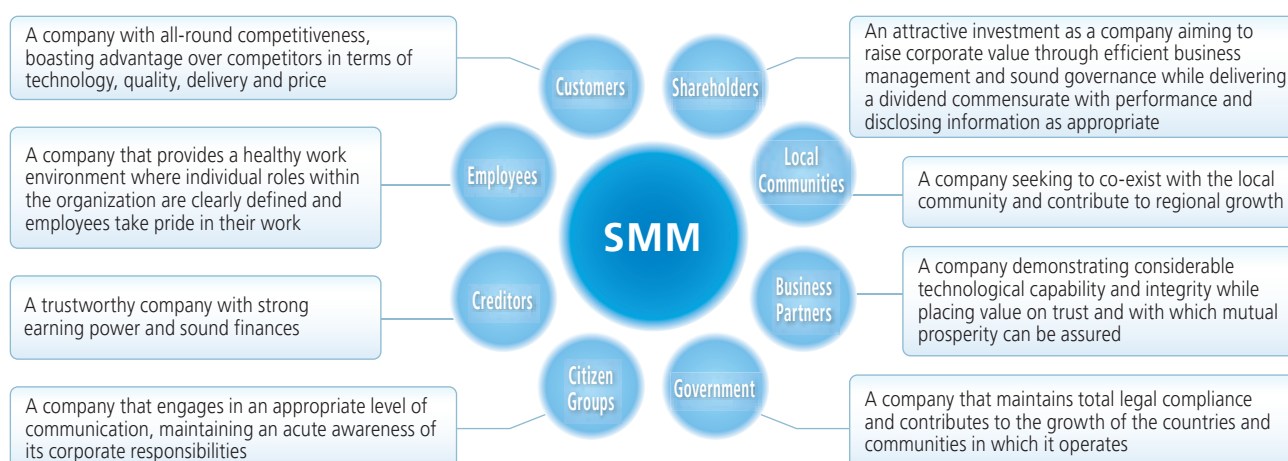 A company with all-round competitiveness,
boasting advantage over competitors in terms of
technology, quality, delivery and price
Customers
Shareholders
An attractive investment as a company aiming to
raise corporate value through efficient business
management and sound governance while delivering
a dividend commensurate with performance and
disclosing information as appropriate
A company that provides a healthy work
environment where individual roles within
the organization are clearly defined and
employees take pride in their work
Employees
Local
Communities
A company seeking to co-exist with the local
community and contribute to regional growth
SMM
A trustworthy company with strong
earning power and sound finances
Creditors
Business
Partners
A company demonstrating considerable
technological capability and integrity while
placing value on trust and with which mutual
prosperity can be assured
A company that engages in an appropriate level of
communication, maintaining an acute awareness of
its corporate responsibilities
Citizen
Groups
Government
A company that maintains total legal compliance
and contributes to the growth of the countries and
communities in which it operates